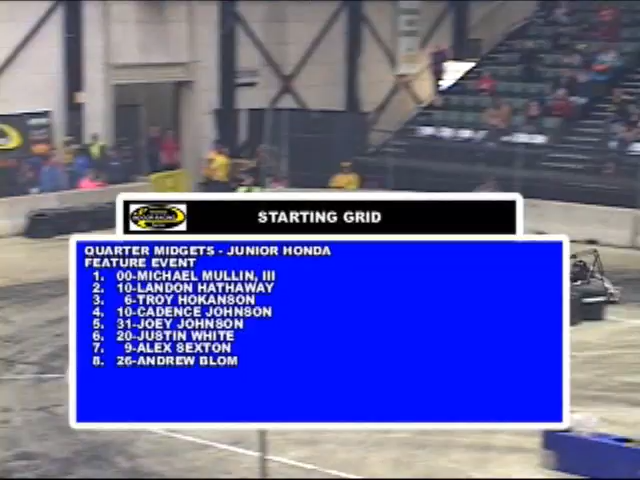 STARTING GRID
QUARTER MIDGETS - JUNIOR HONDA
FEATURE EVENT
1. 00-MICHAEL MULLIN, III
2. 10-LANDON HATHAWAY
3. 6-TROY HOKANSON
4. 10-CADENCE JOHNSON
5. 31-JOEY JOHNSON
6. 20-JUSTIN WHITE
7. 9-ALEX SEXTON
8. 26-ANDREW BLOM